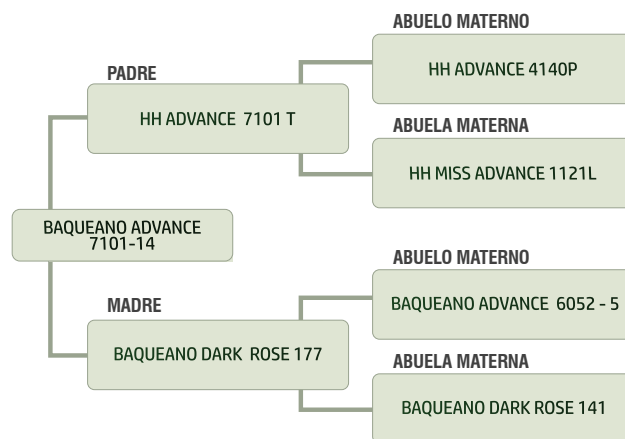 ABUELO MATERNO
HH ADVANCE 4140P
PADRE
HH ADVANCE 7101 T
ABUELA MATERNA
HH MISS ADVANCE 1121L
BAQUEANO ADVANCE
7101-14
ABUELO MATERNO
BAQUEANO ADVANCE 6052 - 5
MADRE
BAQUEANO DARK ROSE 177
ABUELA MATERNA
BAQUEANO DARK ROSE 141